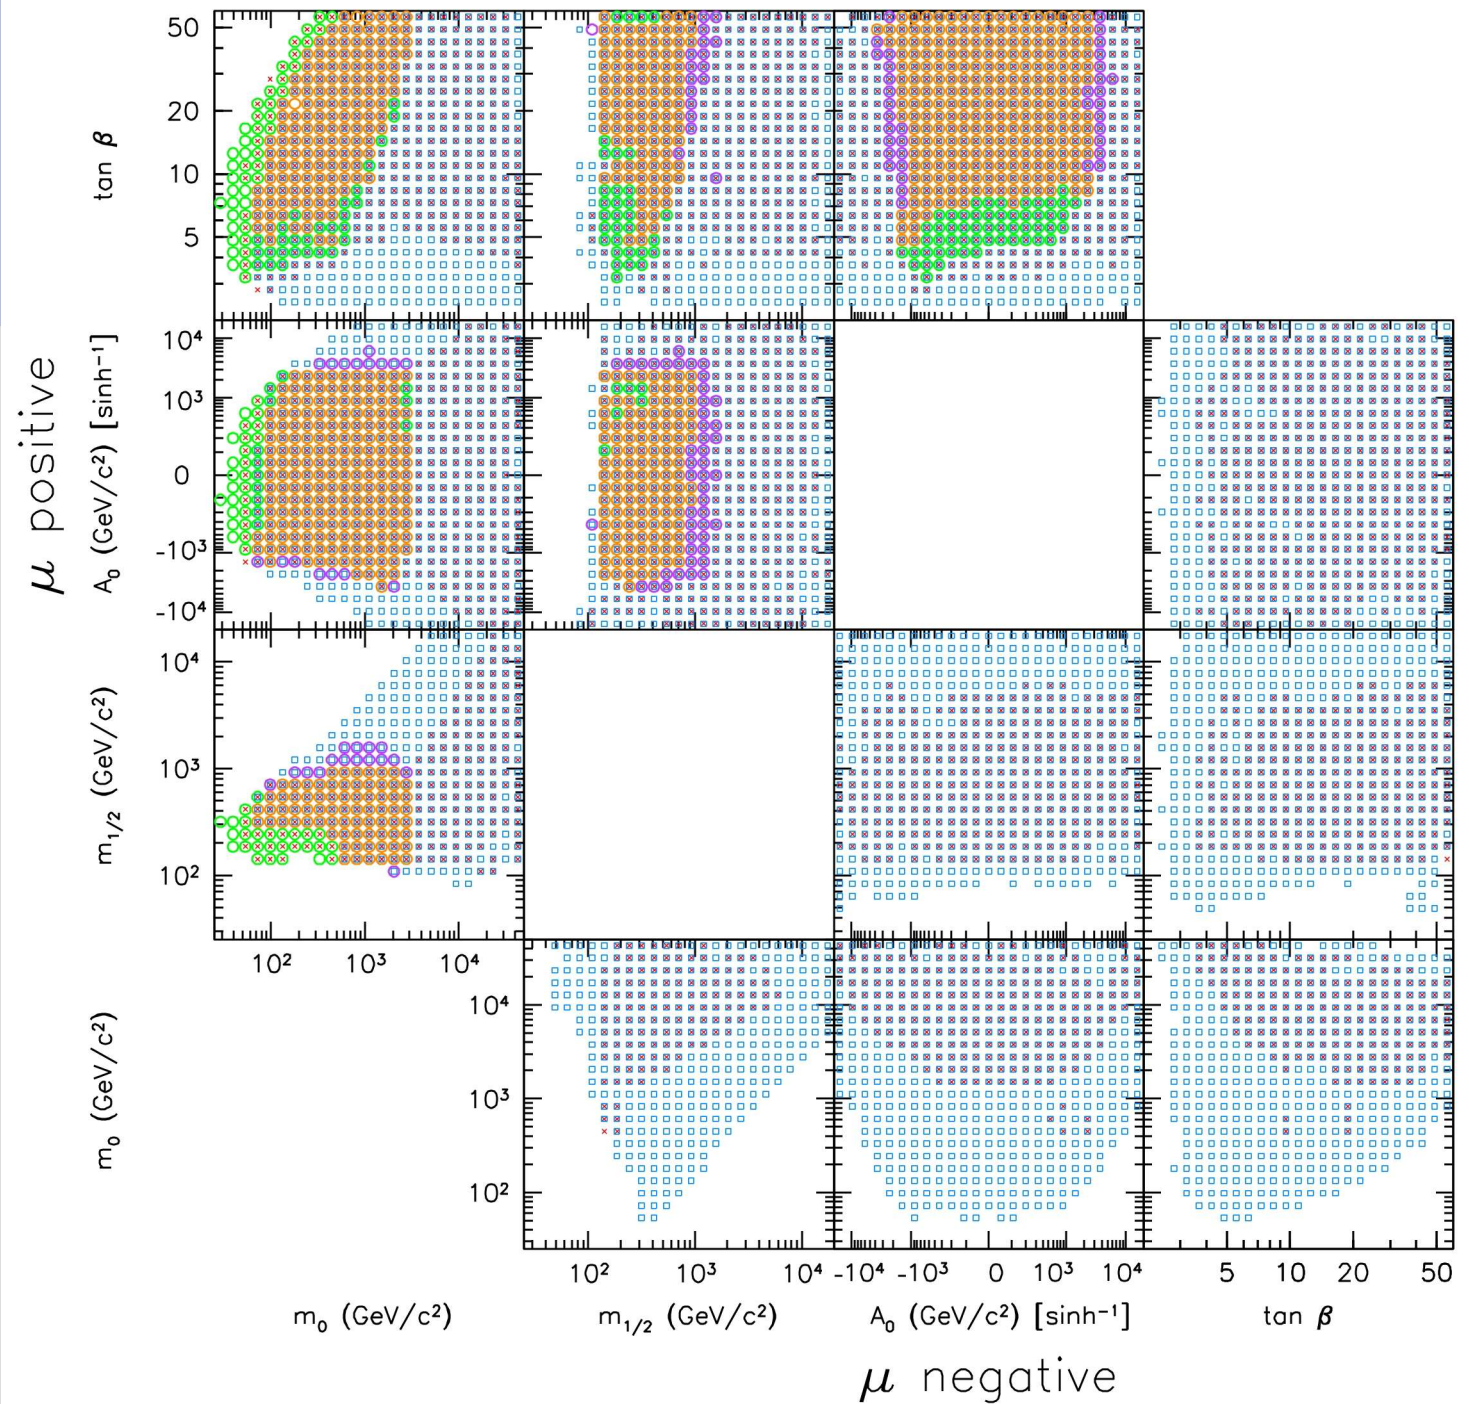 50
20
10
5
tan β
10⁴
10³
0
-10³
-10⁴
A₀ (GeV/c²) [sinh⁻¹]
μ positive
10⁴
10³
10²
m₁/₂ (GeV/c²)
10² 10³ 10⁴
10⁴
10³
10²
m₀ (GeV/c²)
10² 10³ 10⁴ -10⁴ -10³ 0 10³ 10⁴ 5 10 20 50
m₀ (GeV/c²) m₁/₂ (GeV/c²) A₀ (GeV/c²) [sinh⁻¹] tan β
μ negative